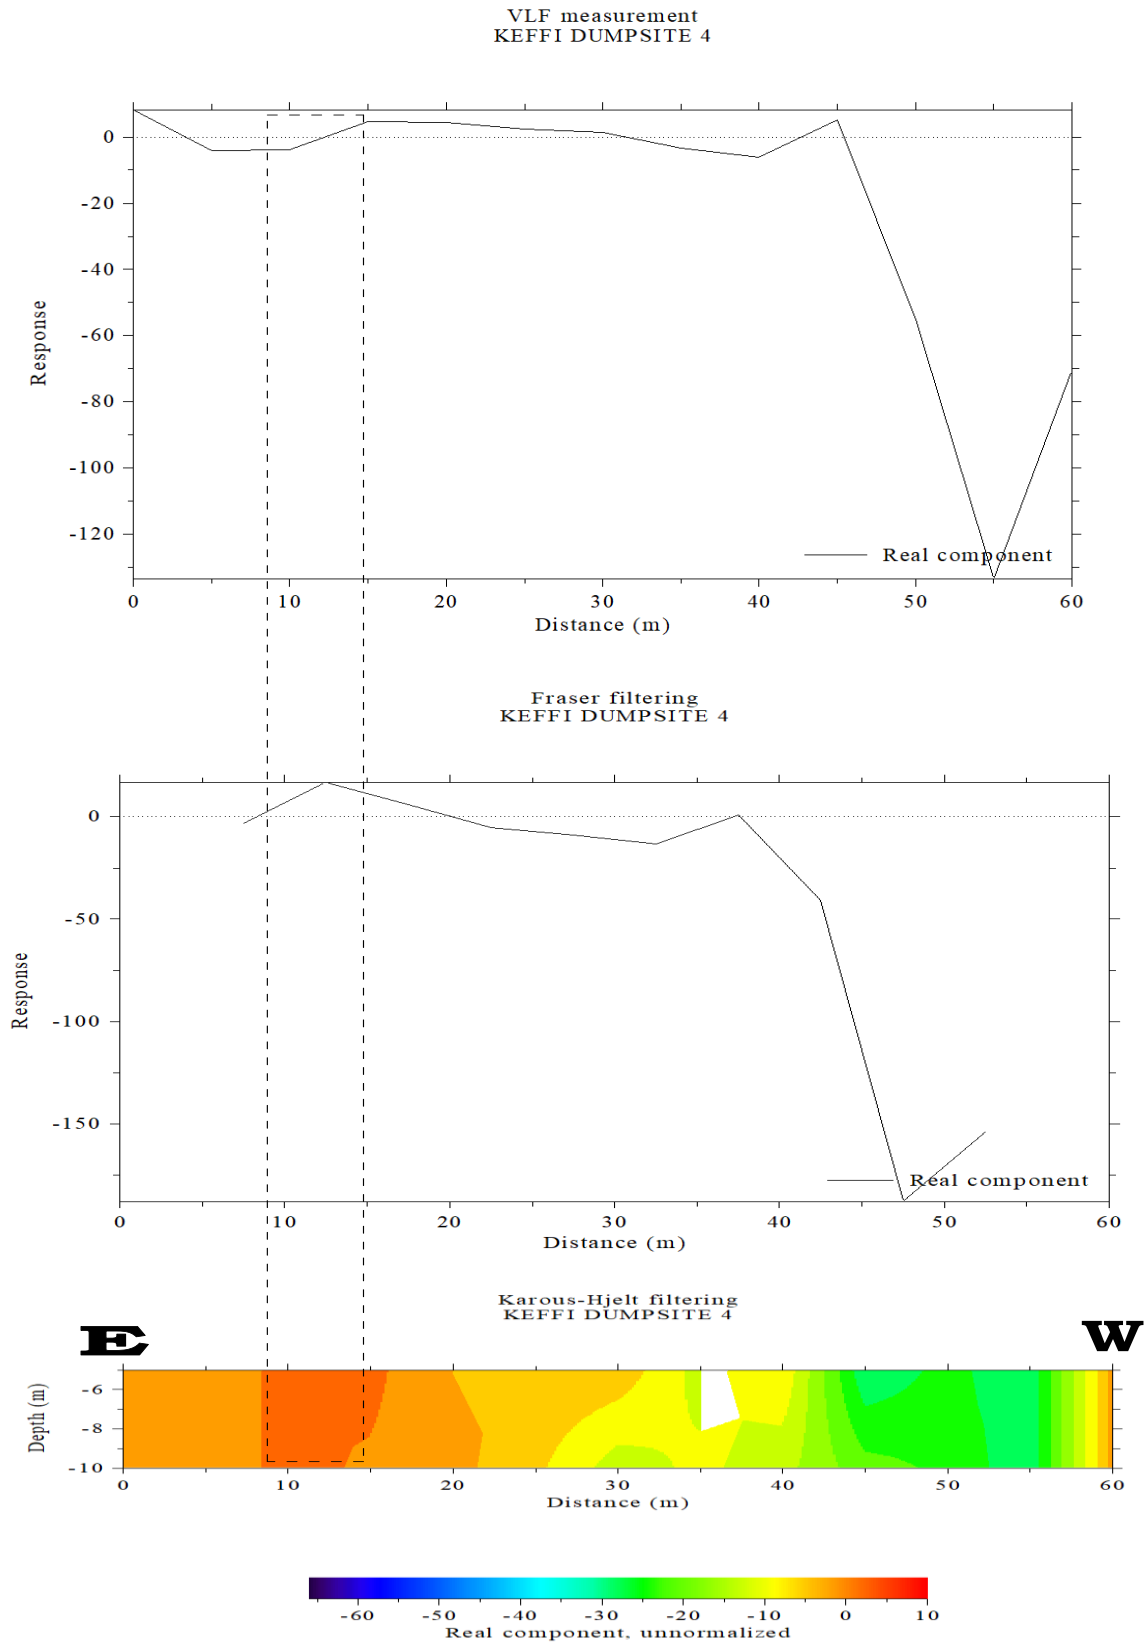 VLF measurement
KEFFI DUMPSITE 4
0
-20
-40
-60
-80
-100
-120
Response
Real component
0 10 20 30 40 50 60
Distance (m)
Fraser filtering
KEFFI DUMPSITE 4
0
-50
-100
-150
Response
Real component
0 10 20 30 40 50 60
Distance (m)
Karous-Hjelt filtering
KEFFI DUMPSITE 4
E W
-6
-8
-10
Depth (m)
0 10 20 30 40 50 60
Distance (m)
-60 -50 -40 -30 -20 -10 0 10
Real component, unnormalized